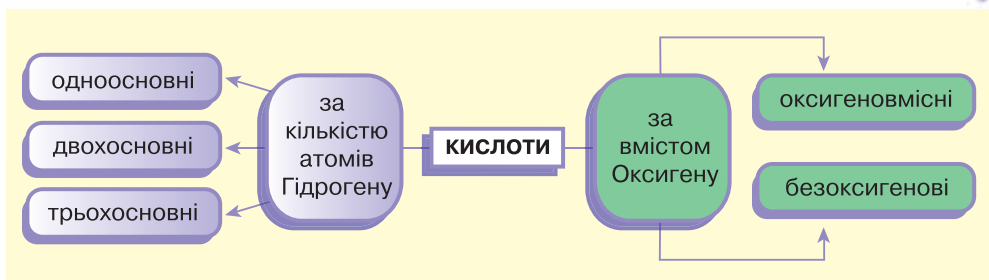 одноосновні
двохосновні
трьохосновні
за
кількістю
атомів
Гідрогену
КИСЛОТИ
за
вмістом
Оксигену
оксигеновмісні
безоксигенові